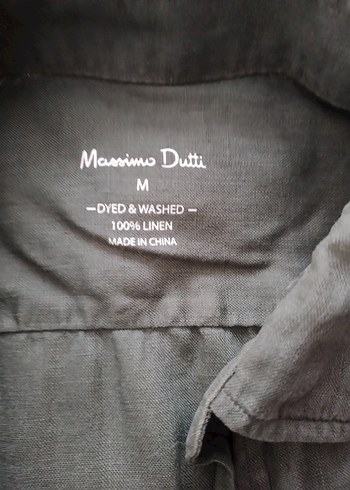 Massimo Dutti
M
—DYED & WASHED—
100% LINEN
MADE IN CHINA